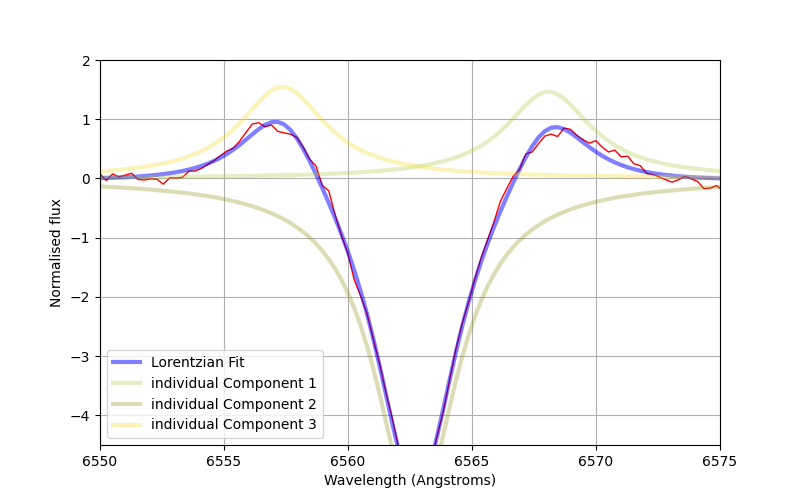 2
1
0
−1
−2
−3
−4
Normalised flux
Lorentzian Fit
individual Component 1
individual Component 2
individual Component 3
6550 6555 6560 6565 6570 6575
Wavelength (Angstroms)